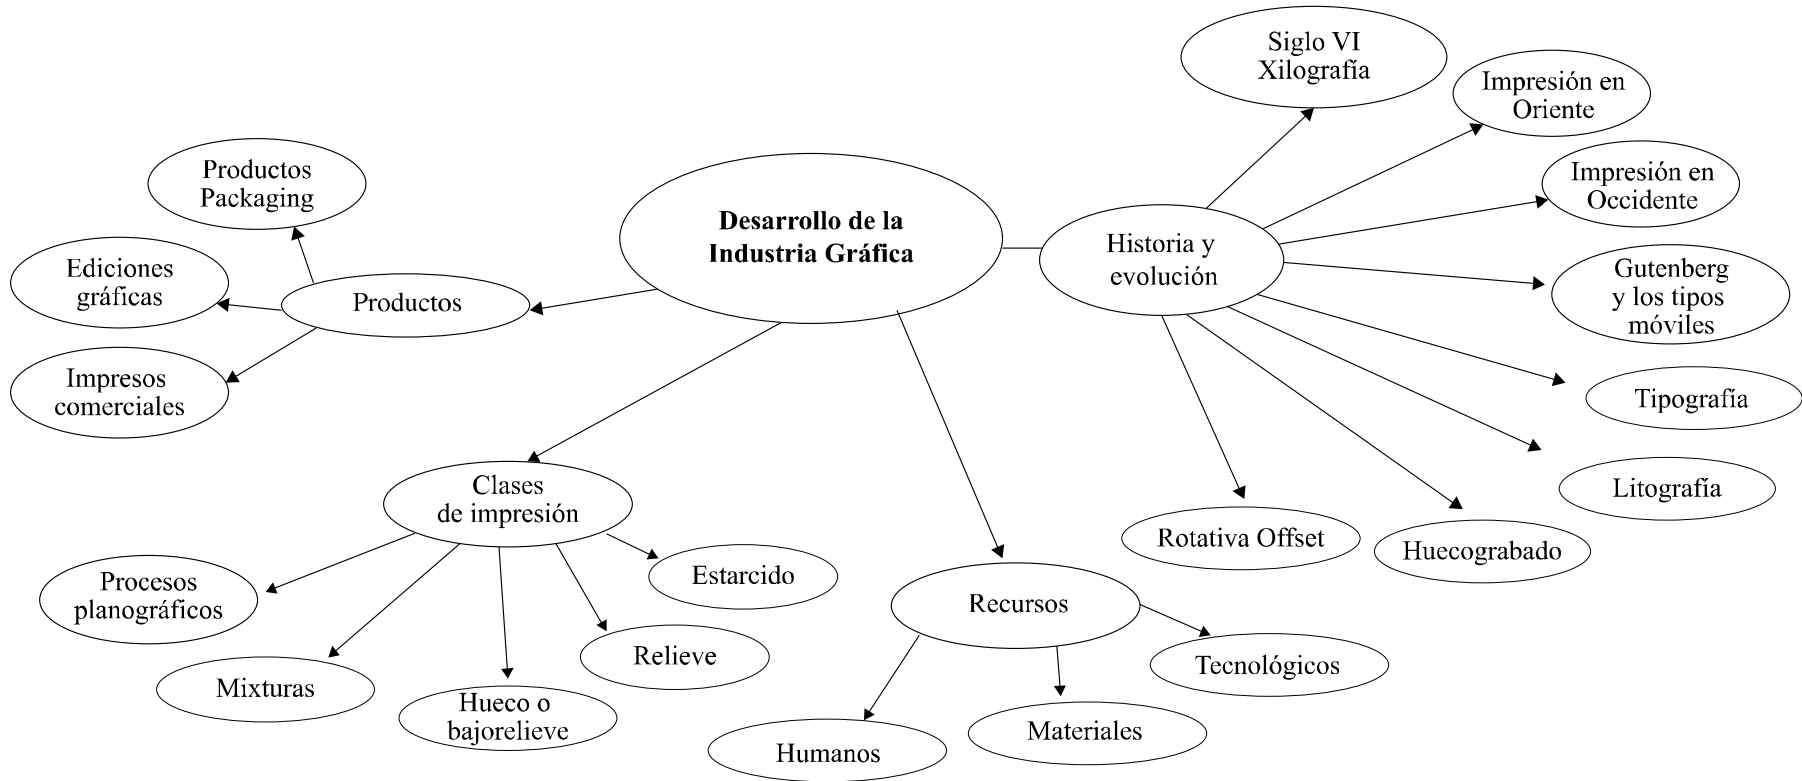 Desarrollo de la
Industria Gráfica
Historia y
evolución
Siglo VI
Xilografía
Impresión en
Oriente
Impresión en
Occidente
Gutenberg
y los tipos
móviles
Tipografía
Litografía
Huecograbado
Rotativa Offset
Recursos
Tecnológicos
Materiales
Humanos
Clases
de impresión
Estarcido
Relieve
Hueco o
bajorelieve
Mixturas
Procesos
planográficos
Productos
Productos
Packaging
Ediciones
gráficas
Impresos
comerciales